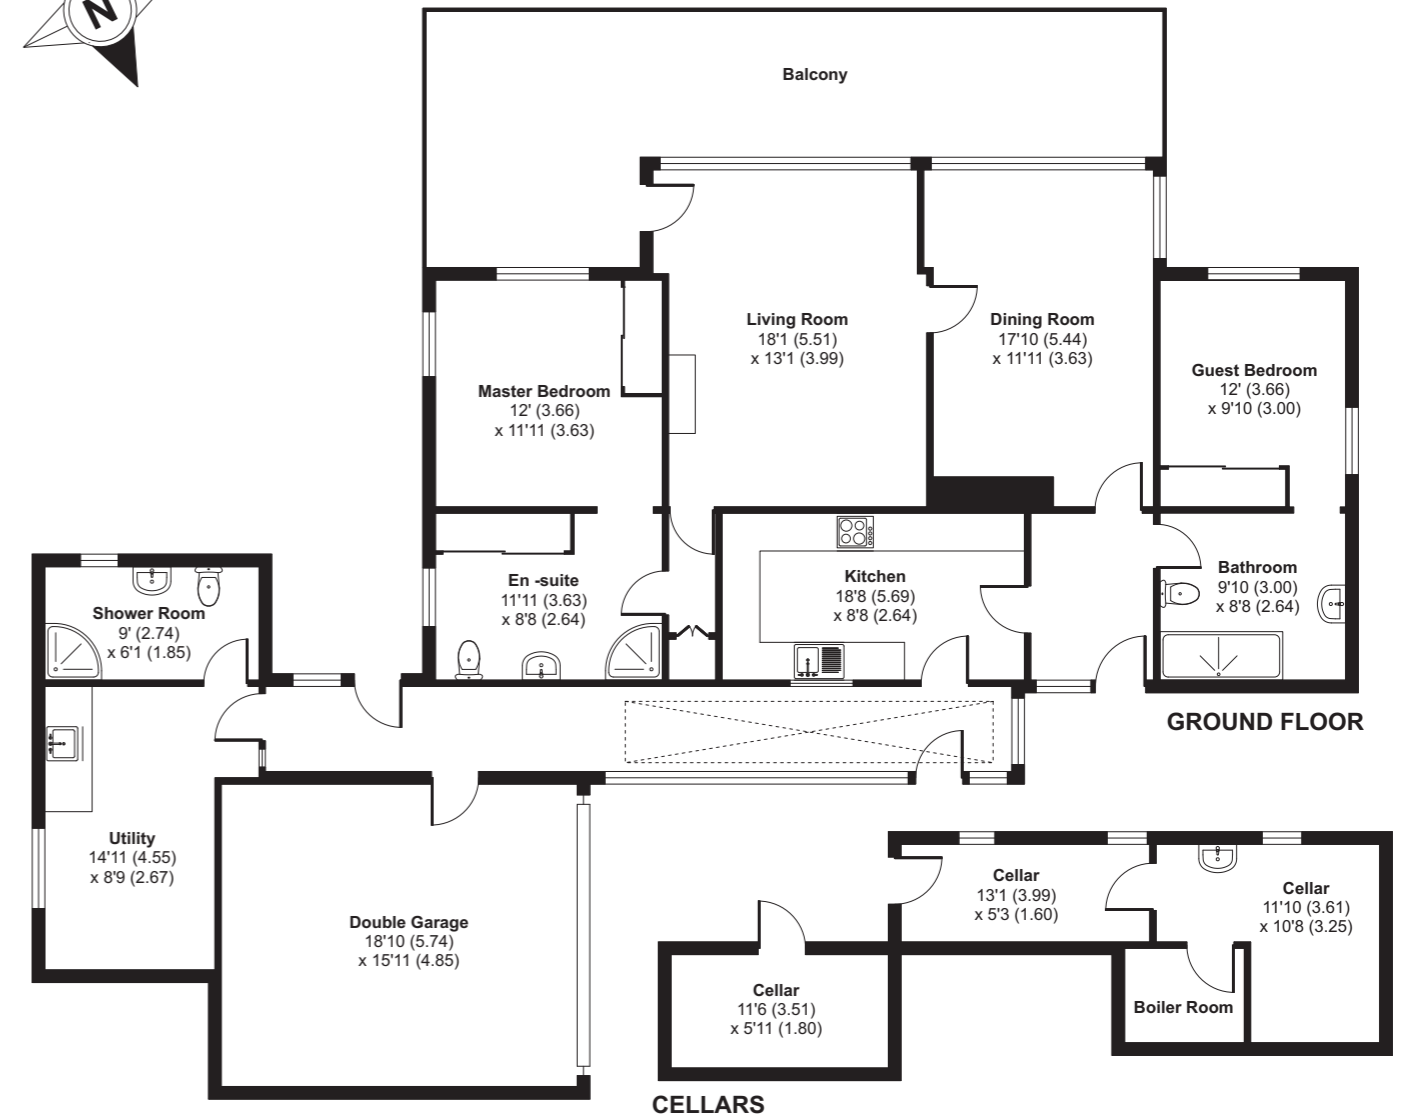 N
Balcony
Living Room
18'1 (5.51)
x 13'1 (3.99)
Dining Room
17'10 (5.44)
x 11'11 (3.63)
Guest Bedroom
12' (3.66)
x 9'10 (3.00)
Master Bedroom
12' (3.66)
x 11'11 (3.63)
En -suite
11'11 (3.63)
x 8'8 (2.64)
Kitchen
18'8 (5.69)
x 8'8 (2.64)
Bathroom
9'10 (3.00)
x 8'8 (2.64)
Shower Room
9' (2.74)
x 6'1 (1.85)
GROUND FLOOR
Utility
14'11 (4.55)
x 8'9 (2.67)
Double Garage
18'10 (5.74)
x 15'11 (4.85)
Cellar
13'1 (3.99)
x 5'3 (1.60)
Cellar
11'10 (3.61)
x 10'8 (3.25)
Cellar
11'6 (3.51)
x 5'11 (1.80)
Boiler Room
CELLARS